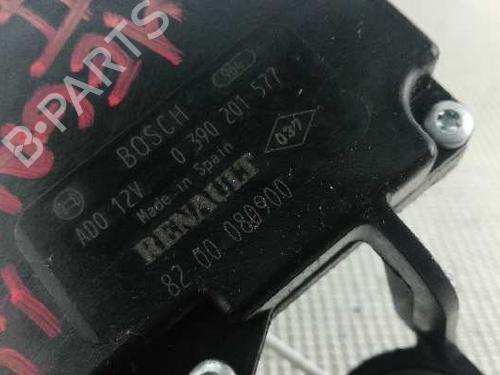 BOSCH
ADO 12V 0 390 201 577
Made in Spain
RENAULT 037
82 00 080900
B-PARTS